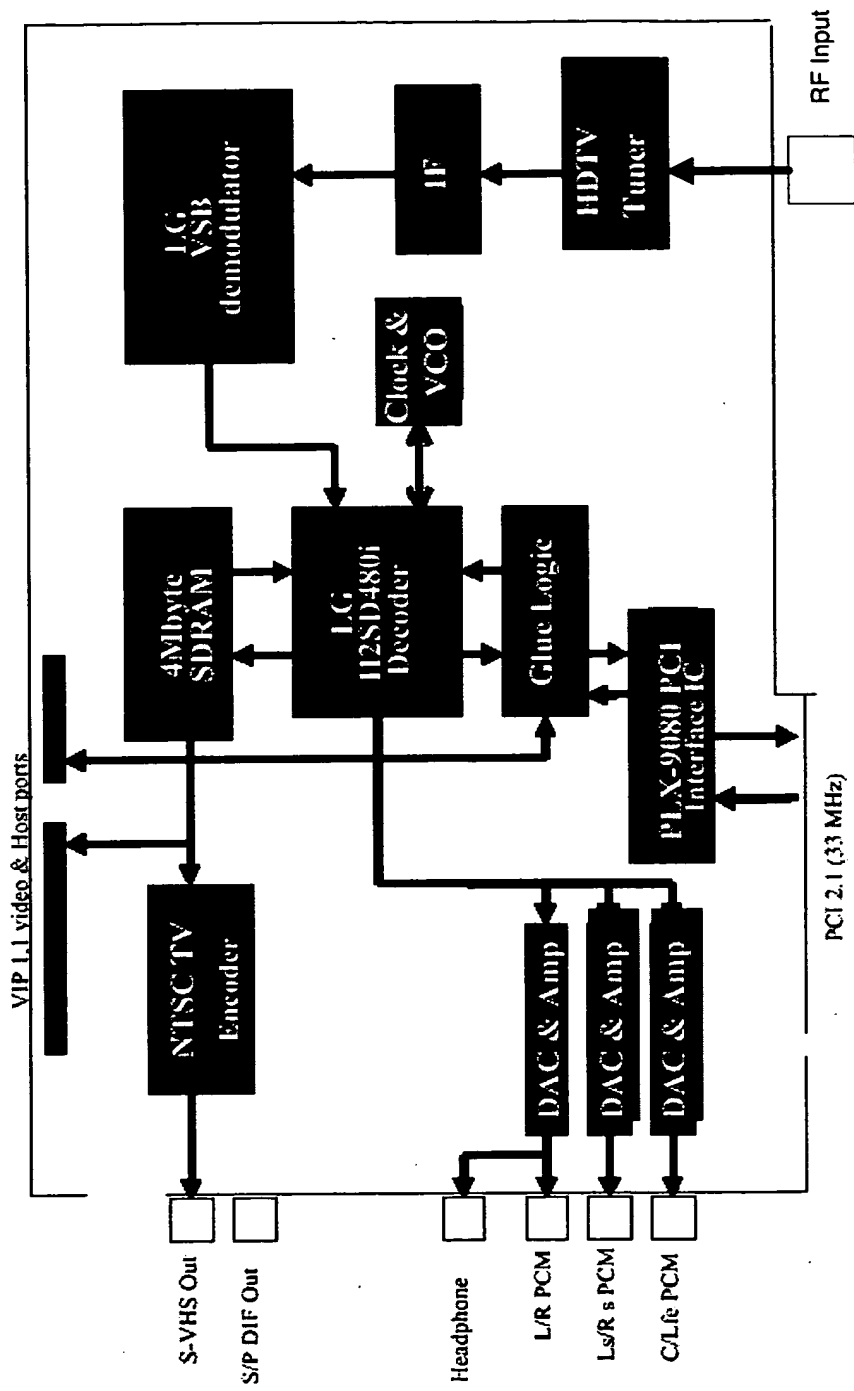 VIP 1.1 video & Host ports
S-VHS Out
S/P DIF Out
Headphone
L/R PCM
Ls/R s PCM
C/Lfe PCM
NTSC TV
Encoder
4Mbyte
SDRAM
LG
VSB
demodulator
LG
H2SD480i
Decoder
Clock &
VCO
IF
Glue Logic
HDTV
Tuner
DAC & Amp
DAC & Amp
DAC & Amp
PLX-9080 PCI
Interface IC
PCI 2.1 (33 MHz)
RF Input